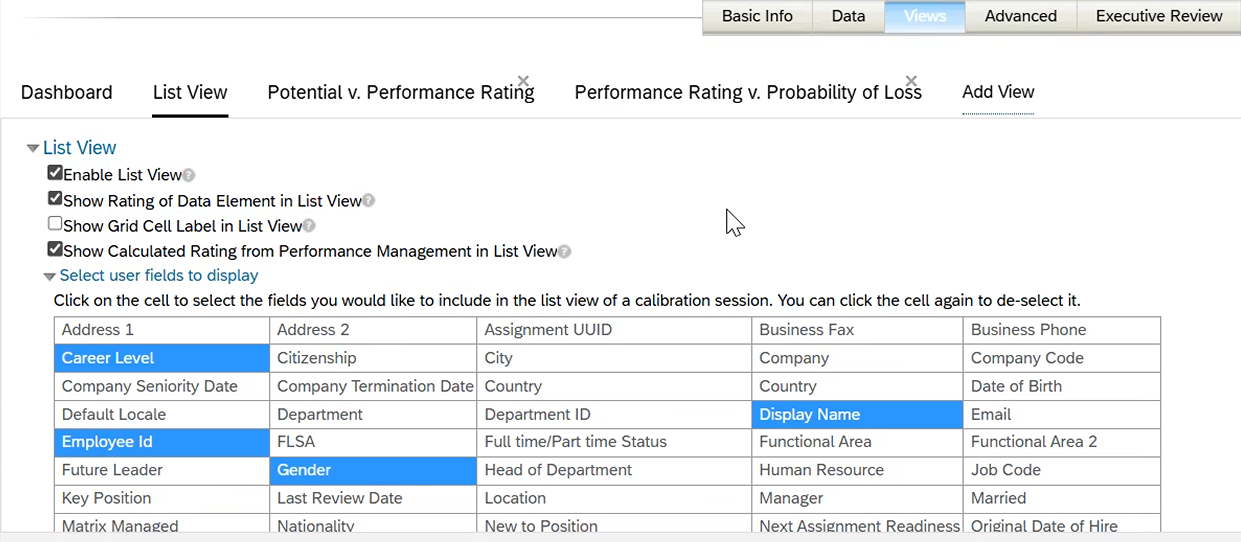 Basic Info Data Views Advanced Executive Review
Dashboard List View Potential v. Performance Rating Performance Rating v. Probability of Loss Add View
List View
Enable List View
Show Rating of Data Element in List View
Show Grid Cell Label in List View
Show Calculated Rating from Performance Management in List View
Select user fields to display
Click on the cell to select the fields you would like to include in the list view of a calibration session. You can click the cell again to de-select it.
Address 1 Address 2 Assignment UUID Business Fax Business Phone
Career Level Citizenship City Company Company Code
Company Seniority Date Company Termination Date Country Country Date of Birth
Default Locale Department Department ID Display Name Email
Employee Id FLSA Full time/Part time Status Functional Area Functional Area 2
Future Leader Gender Head of Department Human Resource Job Code
Key Position Last Review Date Location Manager Married
Matrix Managed Nationality New to Position Next Assignment Readiness Original Date of Hire